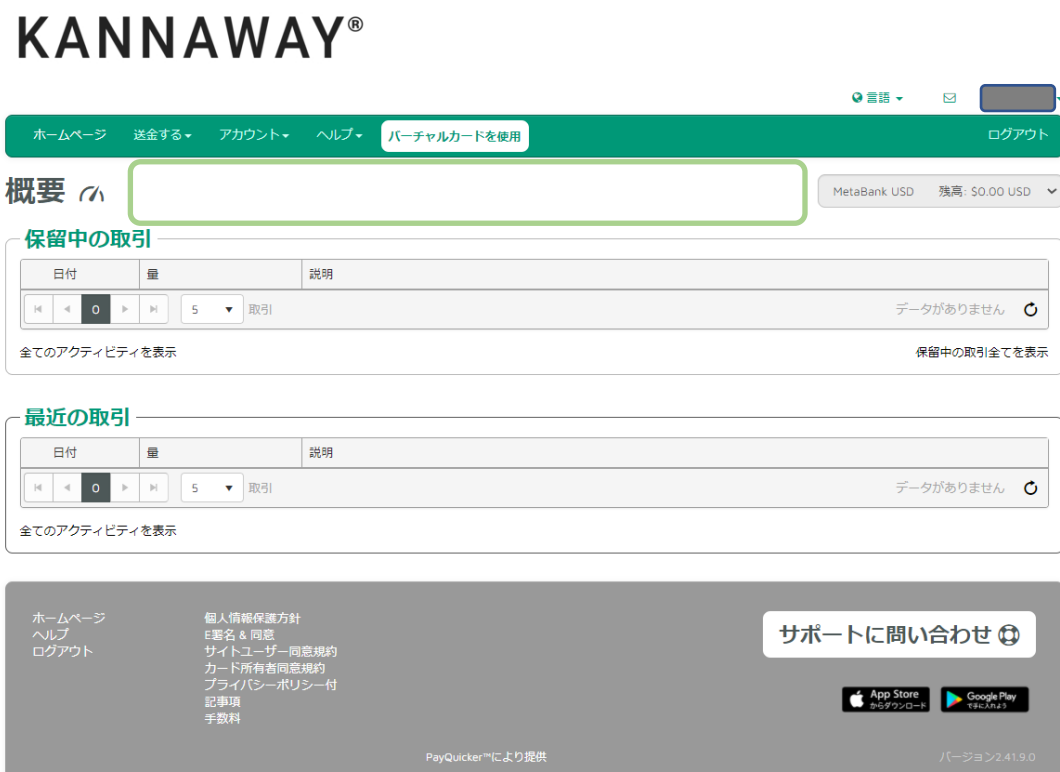 KANNAWAY®
言語
ホームページ 送金する アカウント ヘルプ バーチャルカードを使用 ログアウト
概要 MetaBank USD 残高: $0.00 USD
保留中の取引
日付 量 説明
0 5 取引 データがありません
全てのアクティビティを表示 保留中の取引全てを表示
最近の取引
日付 量 説明
0 5 取引 データがありません
全てのアクティビティを表示
ホームページ
ヘルプ
ログアウト
個人情報保護方針
E署名 & 同意
サイトユーザー同意規約
カード所有者同意規約
プライバシーポリシー付
記事項
手数料
サポートに問い合わせ
App Store
からダウンロード
Google Play
で手に入れよう
PayQuicker™により提供 バージョン2.41.9.0